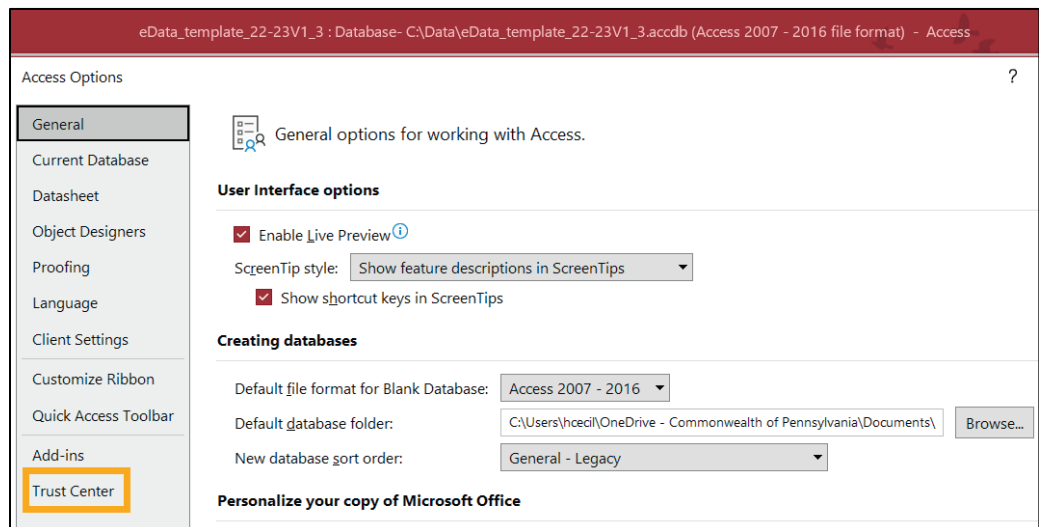 eData_template_22-23V1_3 : Database- C:\Data\eData_template_22-23V1_3.accdb (Access 2007 - 2016 file format) - Access
Access Options
?
General
Current Database
Datasheet
Object Designers
Proofing
Language
Client Settings
Customize Ribbon
Quick Access Toolbar
Add-ins
Trust Center
General options for working with Access.
User Interface options
Enable Live Preview
ScreenTip style: Show feature descriptions in ScreenTips
Show shortcut keys in ScreenTips
Creating databases
Default file format for Blank Database: Access 2007 - 2016
Default database folder: C:\Users\hcecil\OneDrive - Commonwealth of Pennsylvania\Documents\ Browse...
New database sort order: General - Legacy
Personalize your copy of Microsoft Office